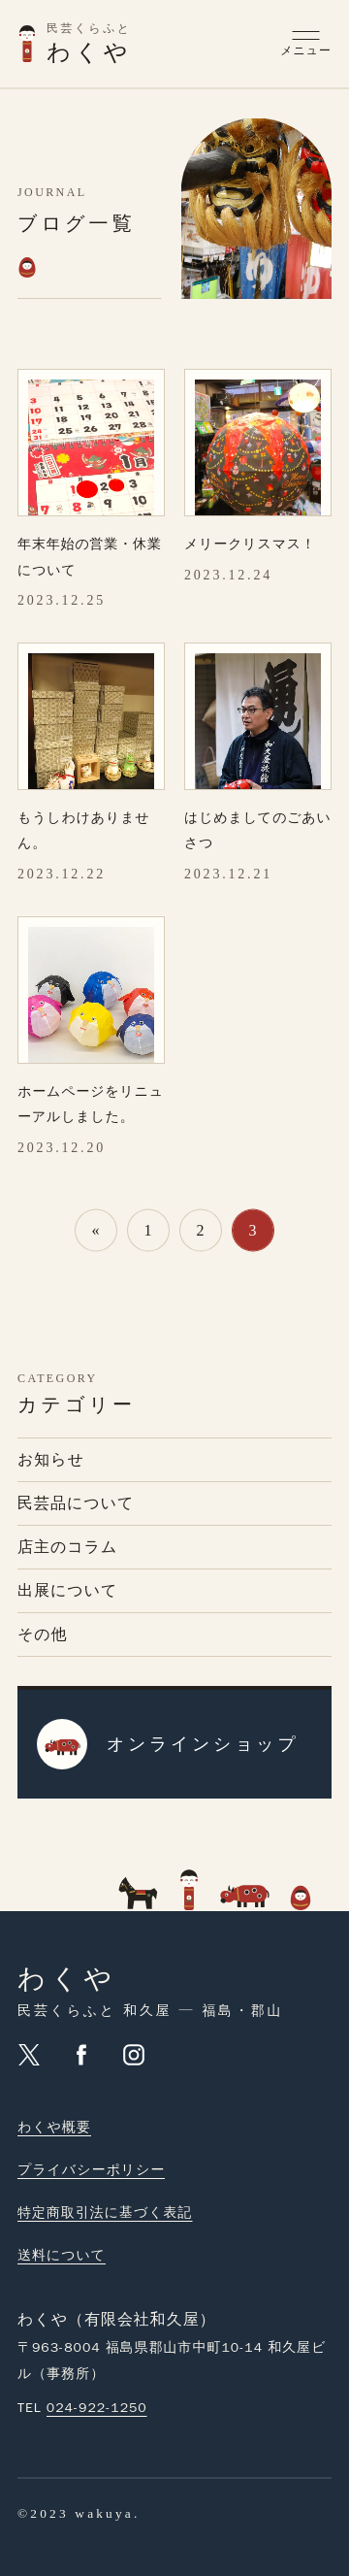 民芸くらふと
わくや
メニュー
JOURNAL
ブログ一覧
年末年始の営業・休業
について
2023.12.25
メリークリスマス！
2023.12.24
もうしわけありませ
ん。
2023.12.22
はじめましてのごあい
さつ
2023.12.21
ホームページをリニュ
ーアルしました。
2023.12.20
« 1 2 3
CATEGORY
カテゴリー
お知らせ
民芸品について
店主のコラム
出展について
その他
オンラインショップ
わくや
民芸くらふと 和久屋 — 福島・郡山
わくや概要
プライバシーポリシー
特定商取引法に基づく表記
送料について
わくや（有限会社和久屋）
〒963-8004 福島県郡山市中町10-14 和久屋ビ
ル（事務所）
TEL 024-922-1250
©2023 wakuya.